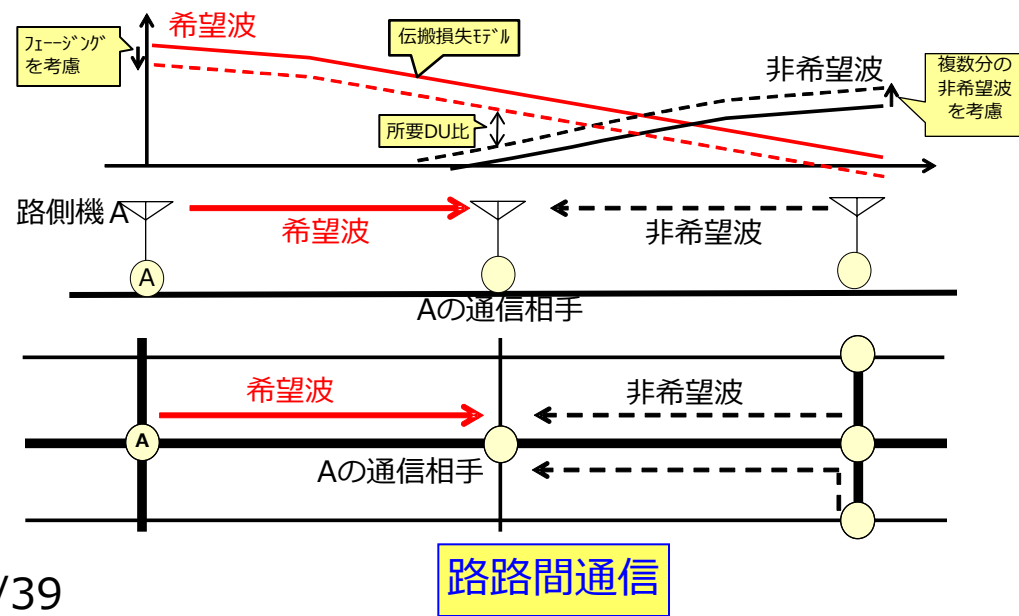 希望波
ﾌｪｰｰｼﾞﾝｸﾞ
を考慮
伝搬損失ﾓﾃﾞﾙ
非希望波
複数分の
非希望波
を考慮
所要DU比
路側機A
希望波
非希望波
A
Aの通信相手
希望波
非希望波
A
Aの通信相手
路路間通信
/39